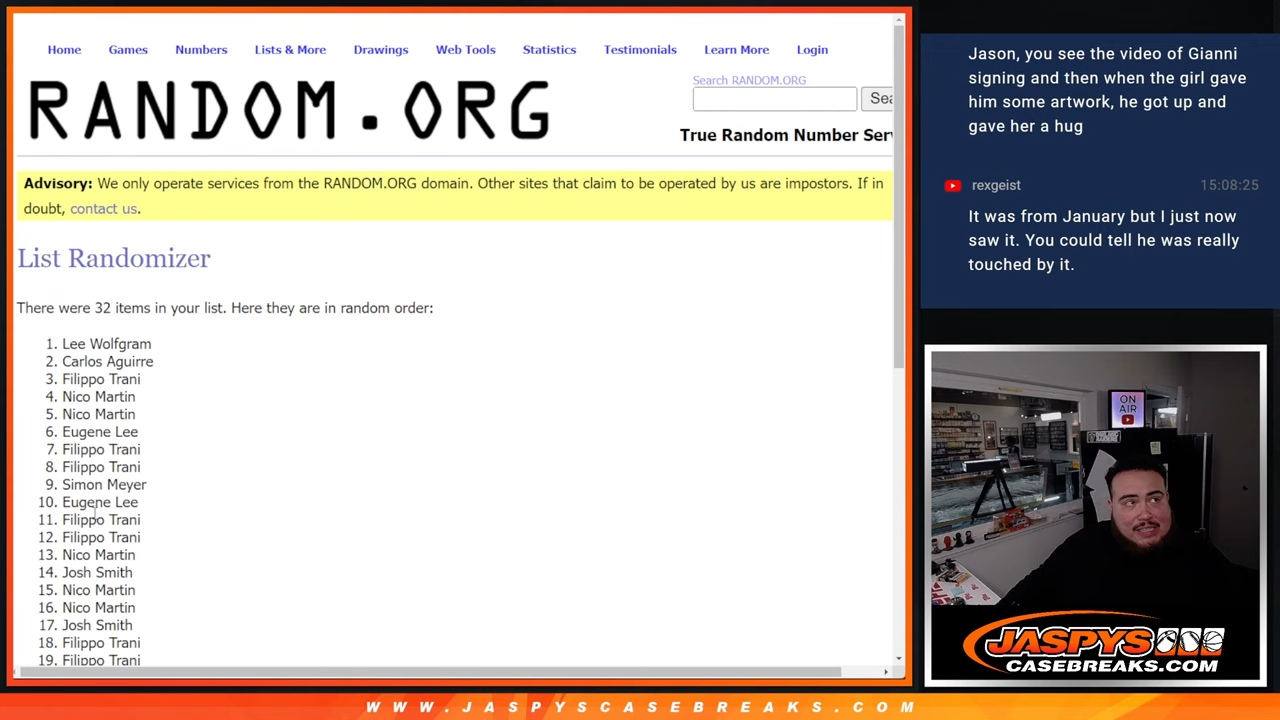 Home Games Numbers Lists & More Drawings Web Tools Statistics Testimonials Learn More Login
RANDOM.ORG
Search RANDOM.ORG
Sea
True Random Number Serv
Advisory: We only operate services from the RANDOM.ORG domain. Other sites that claim to be operated by us are impostors. If in
doubt, contact us.
List Randomizer
There were 32 items in your list. Here they are in random order:
1. Lee Wolfgram
2. Carlos Aguirre
3. Filippo Trani
4. Nico Martin
5. Nico Martin
6. Eugene Lee
7. Filippo Trani
8. Filippo Trani
9. Simon Meyer
10. Eugene Lee
11. Filippo Trani
12. Filippo Trani
13. Nico Martin
14. Josh Smith
15. Nico Martin
16. Nico Martin
17. Josh Smith
18. Filippo Trani
19. Filippo Trani
Jason, you see the video of Gianni
signing and then when the girl gave
him some artwork, he got up and
gave her a hug
rexgeist 15:08:25
It was from January but I just now
saw it. You could tell he was really
touched by it.
ON
AIR
JASPYS
CASEBREAKS.COM
WWW.JASPYSCASEBREAKS.COM